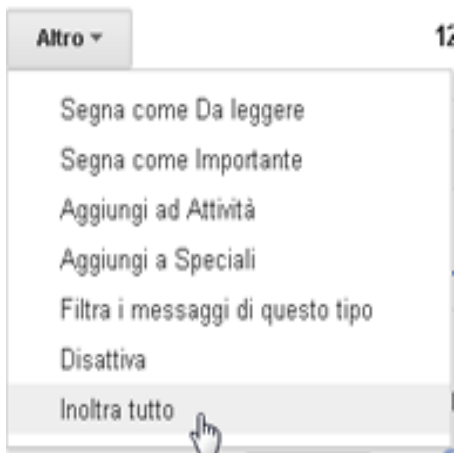 Altro
12
Segna come Da leggere
Segna come Importante
Aggiungi ad Attività
Aggiungi a Speciali
Filtra i messaggi di questo tipo
Disattiva
Inoltra tutto